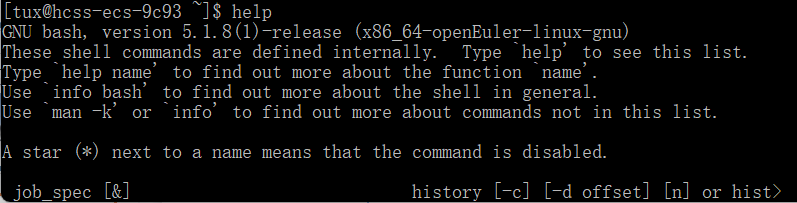 [tux@hcss-ecs-9c93 ~]$ help
GNU bash, version 5.1.8(1)-release (x86_64-openEuler-linux-gnu)
These shell commands are defined internally.  Type `help' to see this list.
Type `help name' to find out more about the function `name'.
Use `info bash' to find out more about the shell in general.
Use `man -k' or `info' to find out more about commands not in this list.

A star (*) next to a name means that the command is disabled.

 job_spec [&]                            history [-c] [-d offset] [n] or hist>